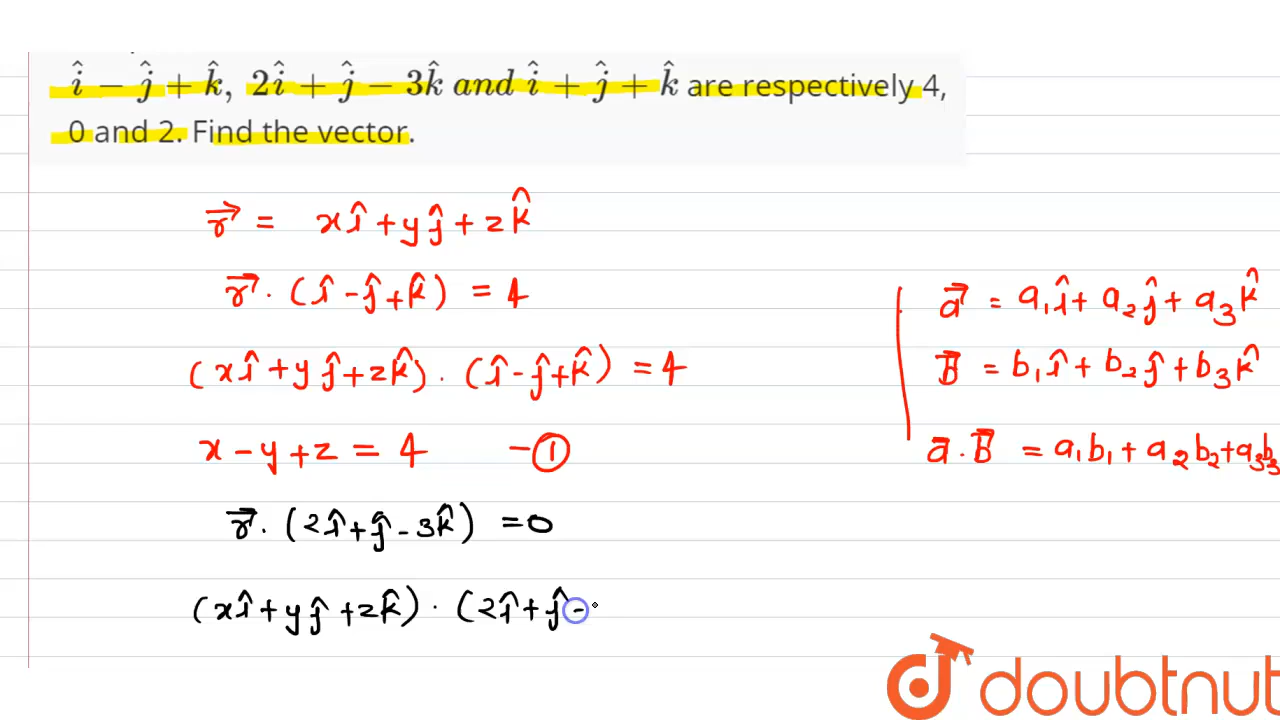 î − ĵ + k̂, 2î + ĵ − 3k̂ and î + ĵ + k̂ are respectively 4,
0 and 2. Find the vector.
r⃗ = xî + yĵ + zk̂
r⃗ · (î − ĵ + k̂) = 4
a⃗ = a₁î + a₂ĵ + a₃k̂
(xî + yĵ + zk̂) · (î − ĵ + k̂) = 4
b⃗ = b₁î + b₂ĵ + b₃k̂
x − y + z = 4 − ①
a⃗ · b⃗ = a₁b₁ + a₂b₂ + a₃b₃
r⃗ · (2î + ĵ − 3k̂) = 0
(xî + yĵ + zk̂) · (2î + ĵ −
doubtnut